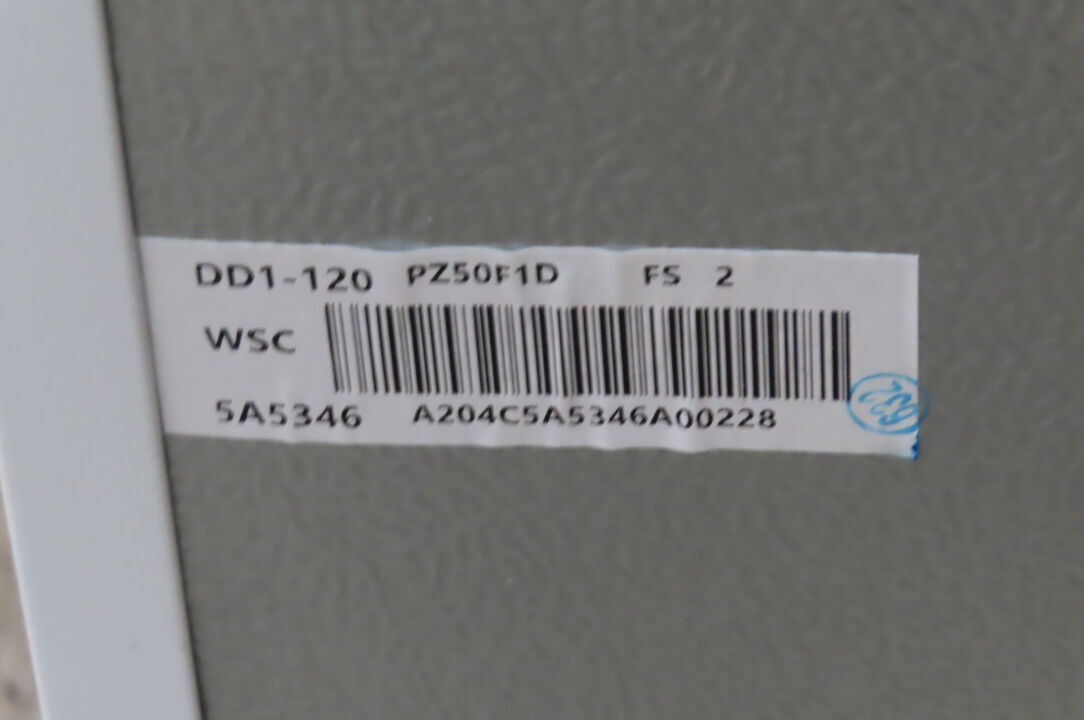 DD1-120 PZ50F1D FS 2
WSC
5A5346 A204C5A5346A00228